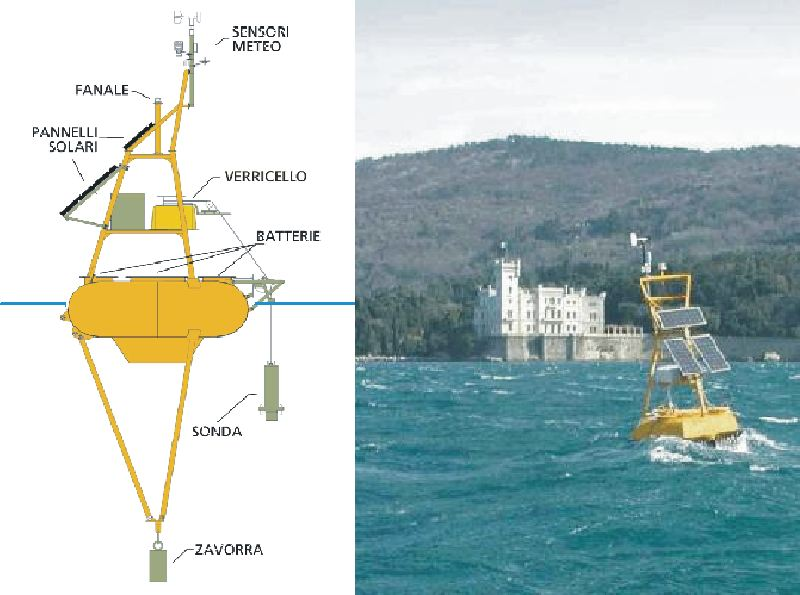 SENSORI
METEO
FANALE
PANNELLI
SOLARI
VERRICELLO
BATTERIE
SONDA
ZAVORRA